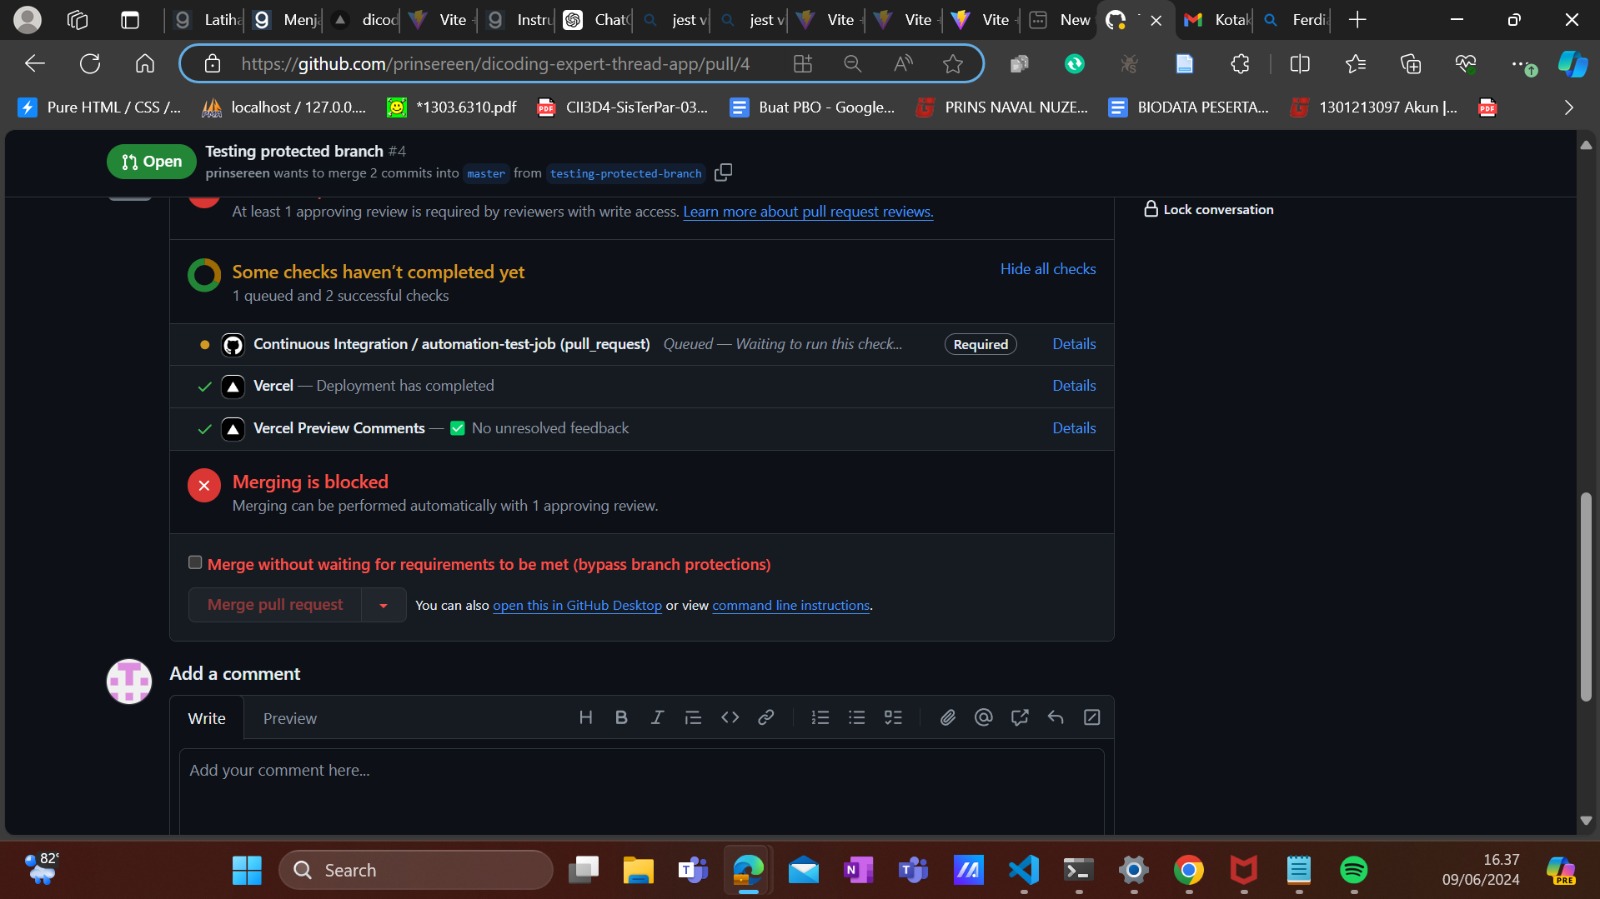 Latiha
Menja
dicod
Vite
Instru
ChatG
jest v
jest v
Vite
Vite
Vite
New
Kotak
Ferdi
https://github.com/prinsereen/dicoding-expert-thread-app/pull/4
Pure HTML / CSS /...
localhost / 127.0.0....
*1303.6310.pdf
CII3D4-SisTerPar-03...
Buat PBO - Google...
PRINS NAVAL NUZE...
BIODATA PESERTA...
1301213097 Akun |...
Open
Testing protected branch #4
prinsereen wants to merge 2 commits into master from testing-protected-branch
At least 1 approving review is required by reviewers with write access. Learn more about pull request reviews.
Lock conversation
Some checks haven't completed yet
Hide all checks
1 queued and 2 successful checks
Continuous Integration / automation-test-job (pull_request) Queued — Waiting to run this check... Required Details
Vercel — Deployment has completed Details
Vercel Preview Comments — ✅ No unresolved feedback Details
Merging is blocked
Merging can be performed automatically with 1 approving review.
Merge without waiting for requirements to be met (bypass branch protections)
Merge pull request You can also open this in GitHub Desktop or view command line instructions.
Add a comment
Write Preview
Add your comment here...
82°
Search
16.37
09/06/2024
PRE